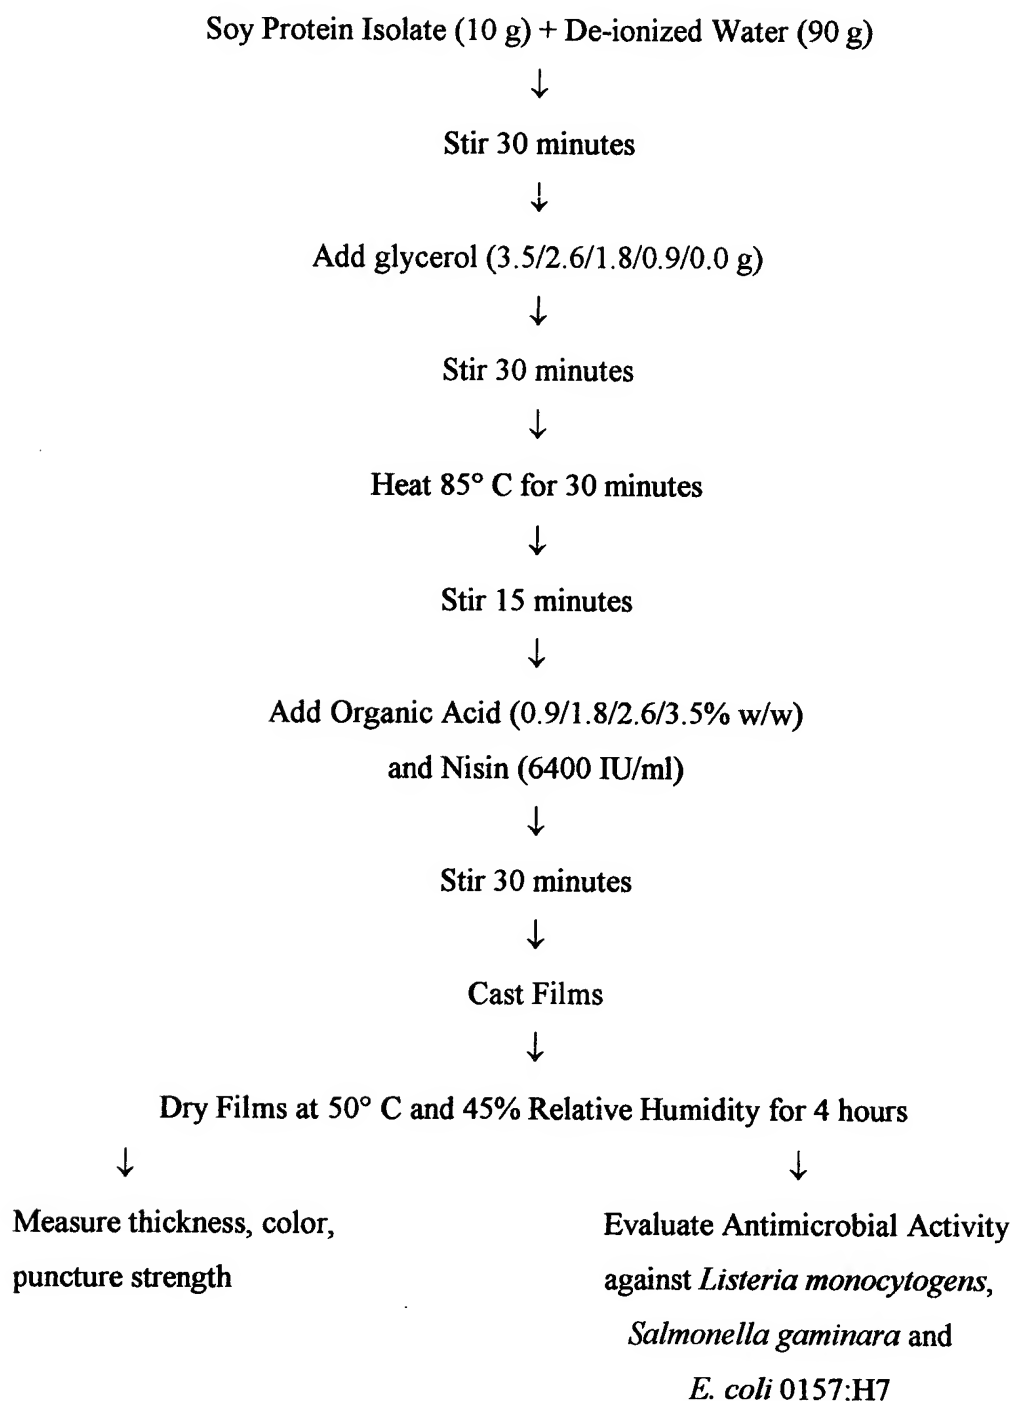 Soy Protein Isolate (10 g) + De-ionized Water (90 g)
↓
Stir 30 minutes
↓
Add glycerol (3.5/2.6/1.8/0.9/0.0 g)
↓
Stir 30 minutes
↓
Heat 85° C for 30 minutes
↓
Stir 15 minutes
↓
Add Organic Acid (0.9/1.8/2.6/3.5% w/w)
and Nisin (6400 IU/ml)
↓
Stir 30 minutes
↓
Cast Films
↓
Dry Films at 50° C and 45% Relative Humidity for 4 hours
↓
Measure thickness, color,
puncture strength
↓
Evaluate Antimicrobial Activity
against Listeria monocytogens,
Salmonella gaminara and
E. coli 0157:H7